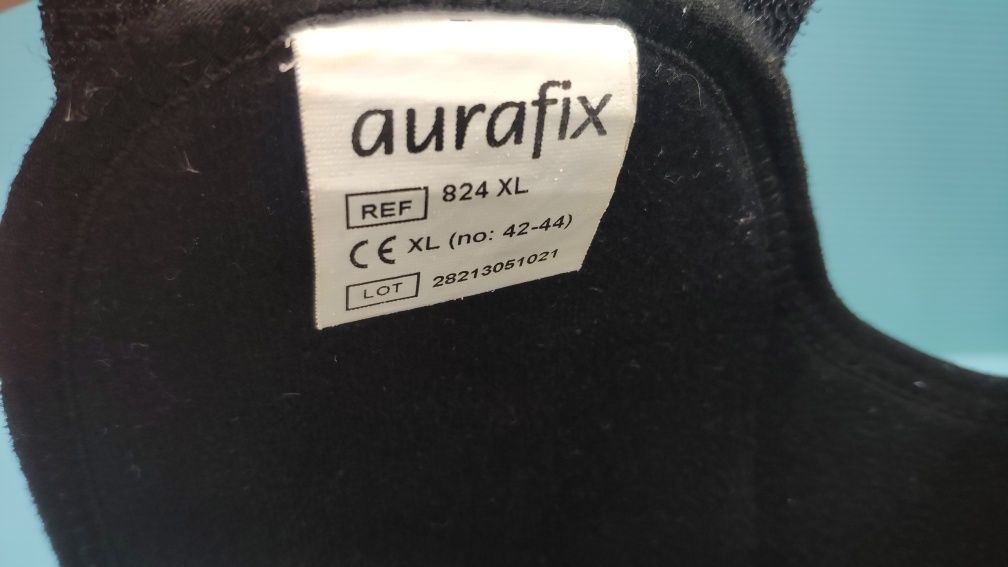 aurafix
REF 824 XL
CE XL (no: 42-44)
LOT 28213051021